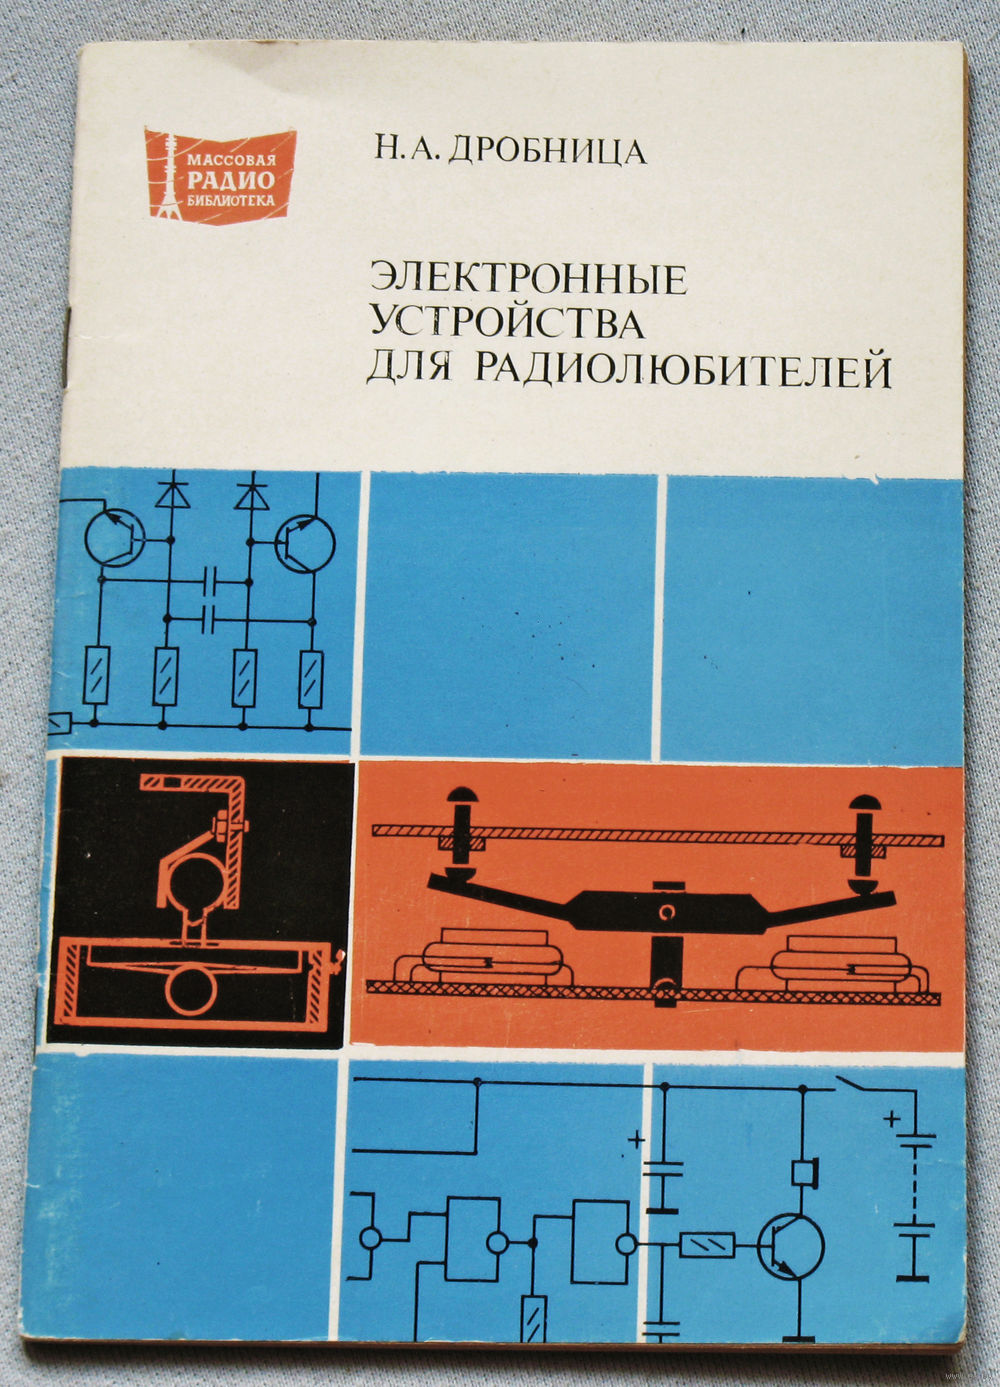 МАССОВАЯ
РАДИО
БИБЛИОТЕКА
Н. А. ДРОБНИЦА
ЭЛЕКТРОННЫЕ
УСТРОЙСТВА
ДЛЯ РАДИОЛЮБИТЕЛЕЙ
+
+